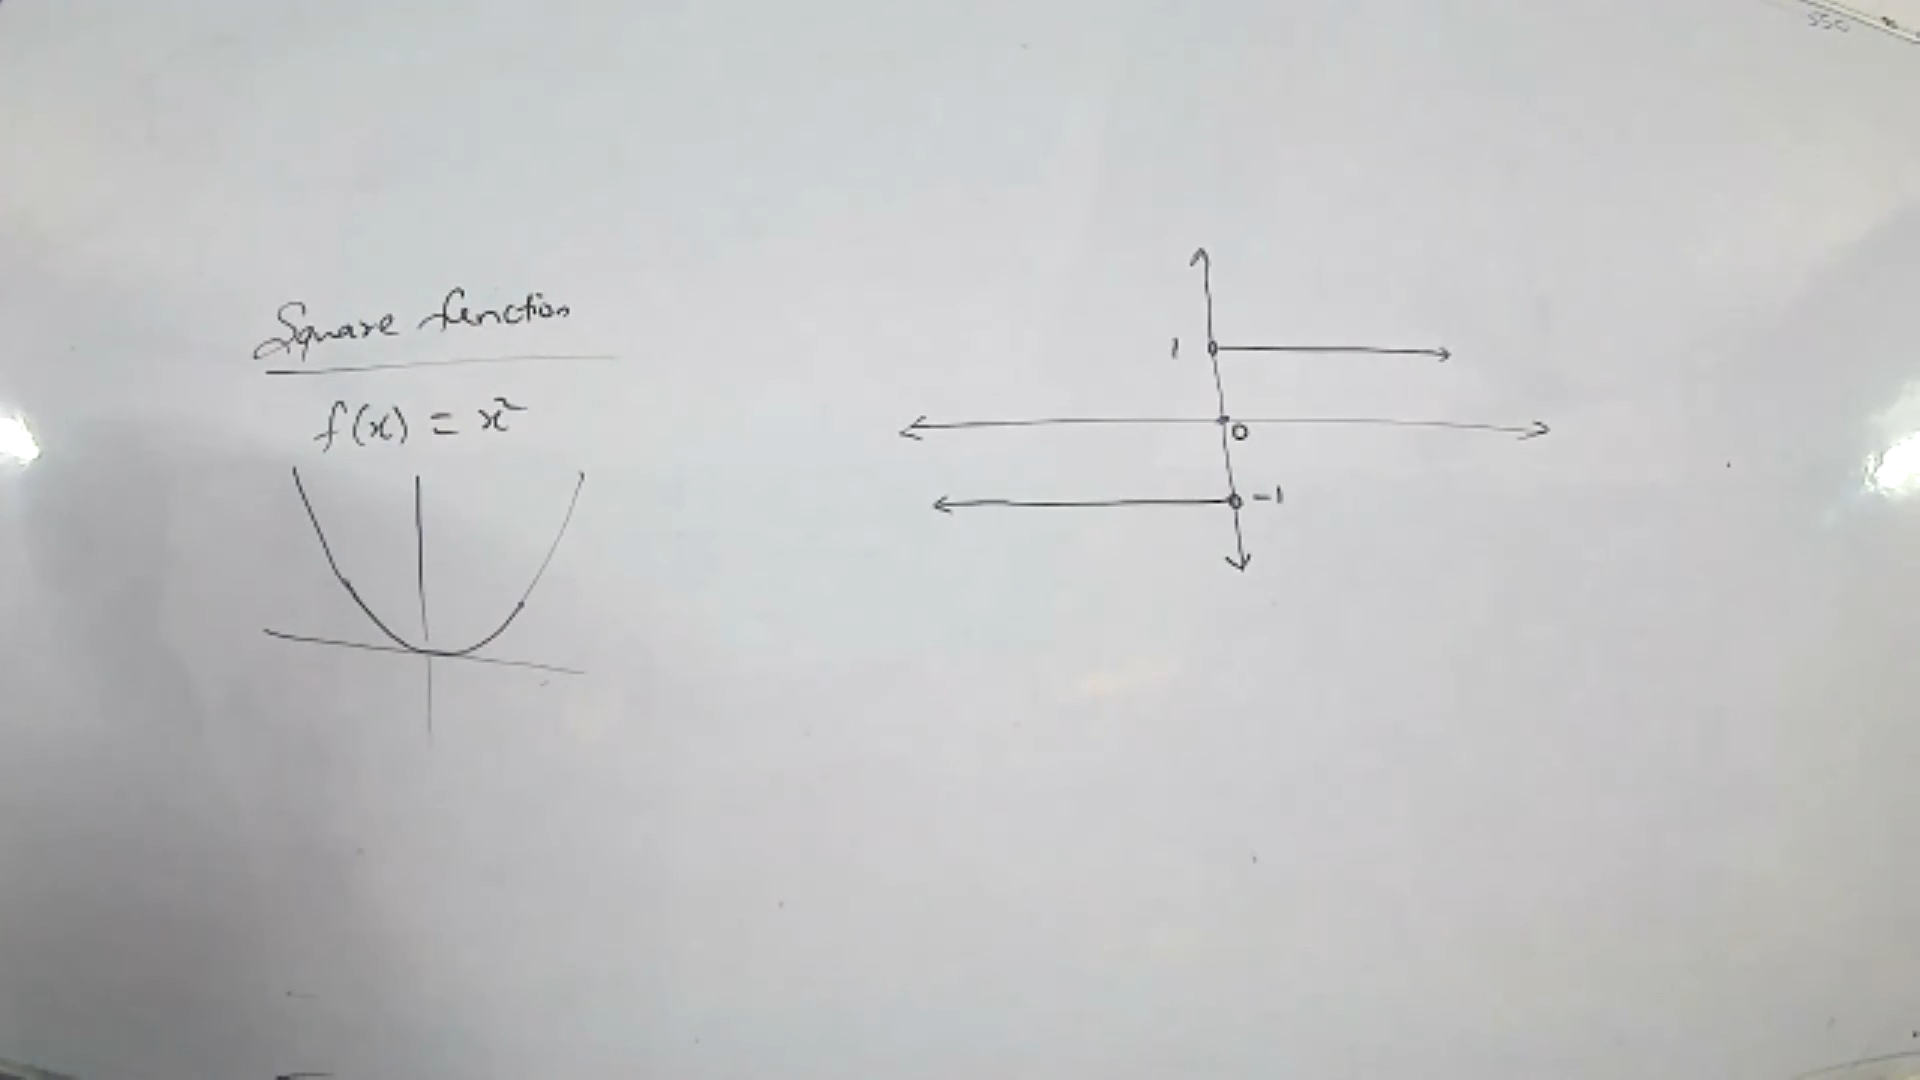 Square function
f(x) = x²
1
0
-1